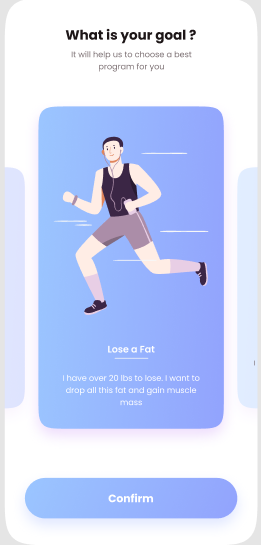 What is your goal ?
It will help us to choose a best
program for you
Lose a Fat
I have over 20 lbs to lose. I want to
drop all this fat and gain muscle
mass
Confirm